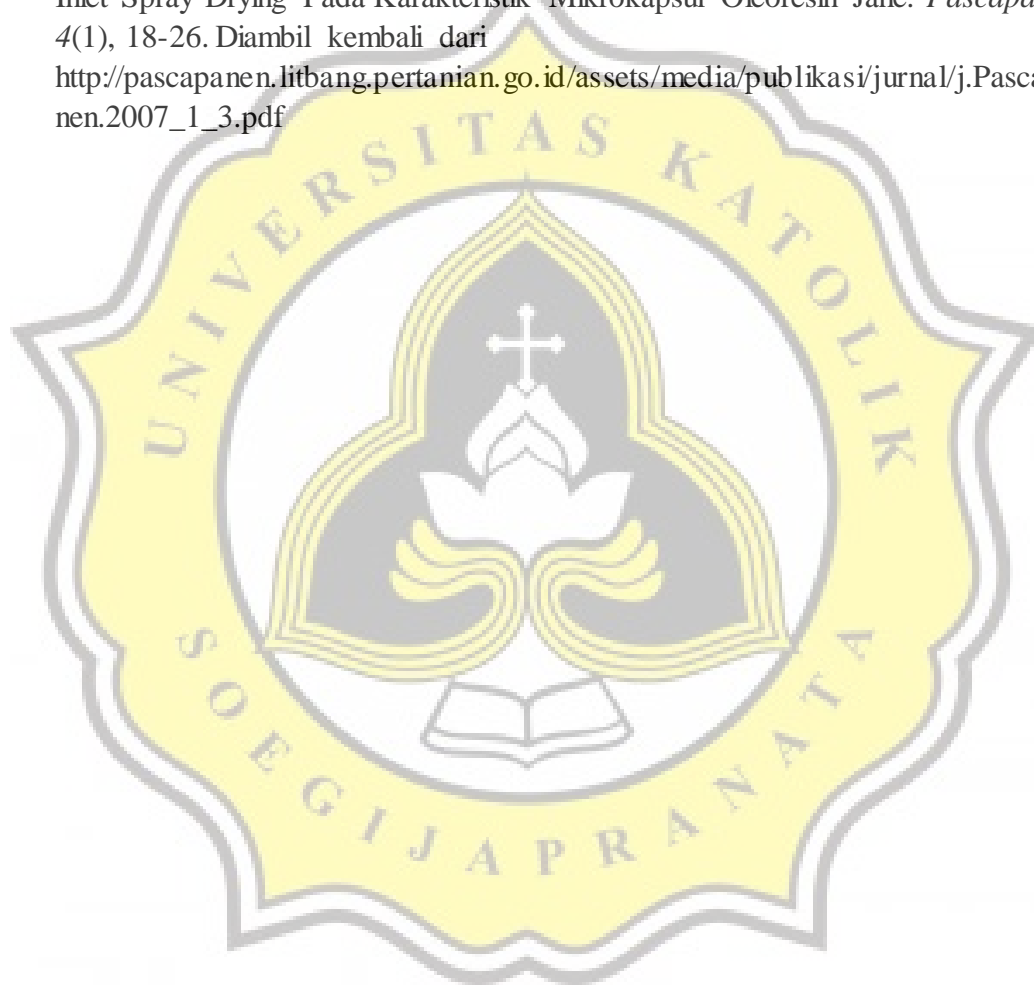 Inlet Spray Drying Pada Karakteristik Mikrokapsul Oleoresin Jahe.
4(1), 18-26. Diambil kembali dari
http://pascapanen.litbang.pertanian.go.id/assets/media/publikasi/jurnal/j.Pasca
nen.2007_1_3.pdf
UNIVERSITAS KATOLIK
SOEGIJAPRANATA